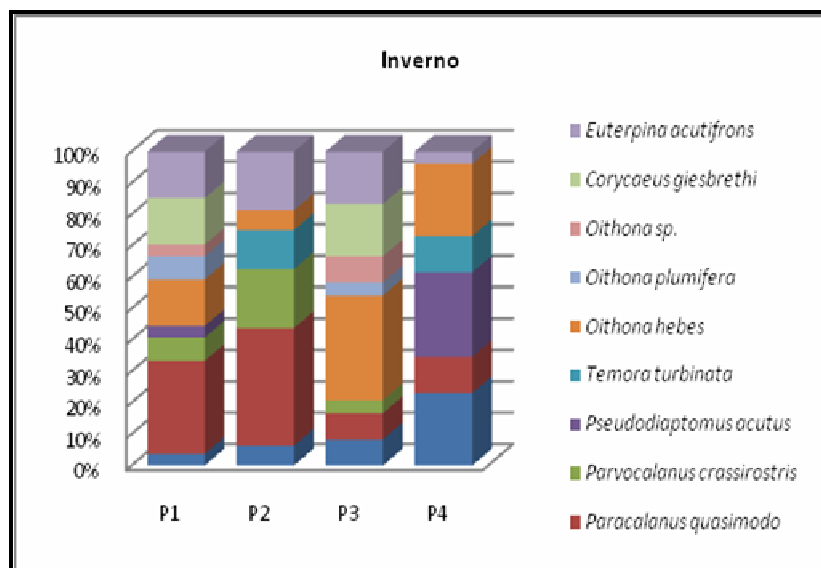 Inverno
100%
90%
80%
70%
60%
50%
40%
30%
20%
10%
0%
P1 P2 P3 P4
Euterpina acutifrons
Corycaeus giesbrethi
Oithona sp.
Oithona plumifera
Oithona hebes
Temora turbinata
Pseudodiaptomus acutus
Parvocalanus crassirostris
Paracalanus quasimodo